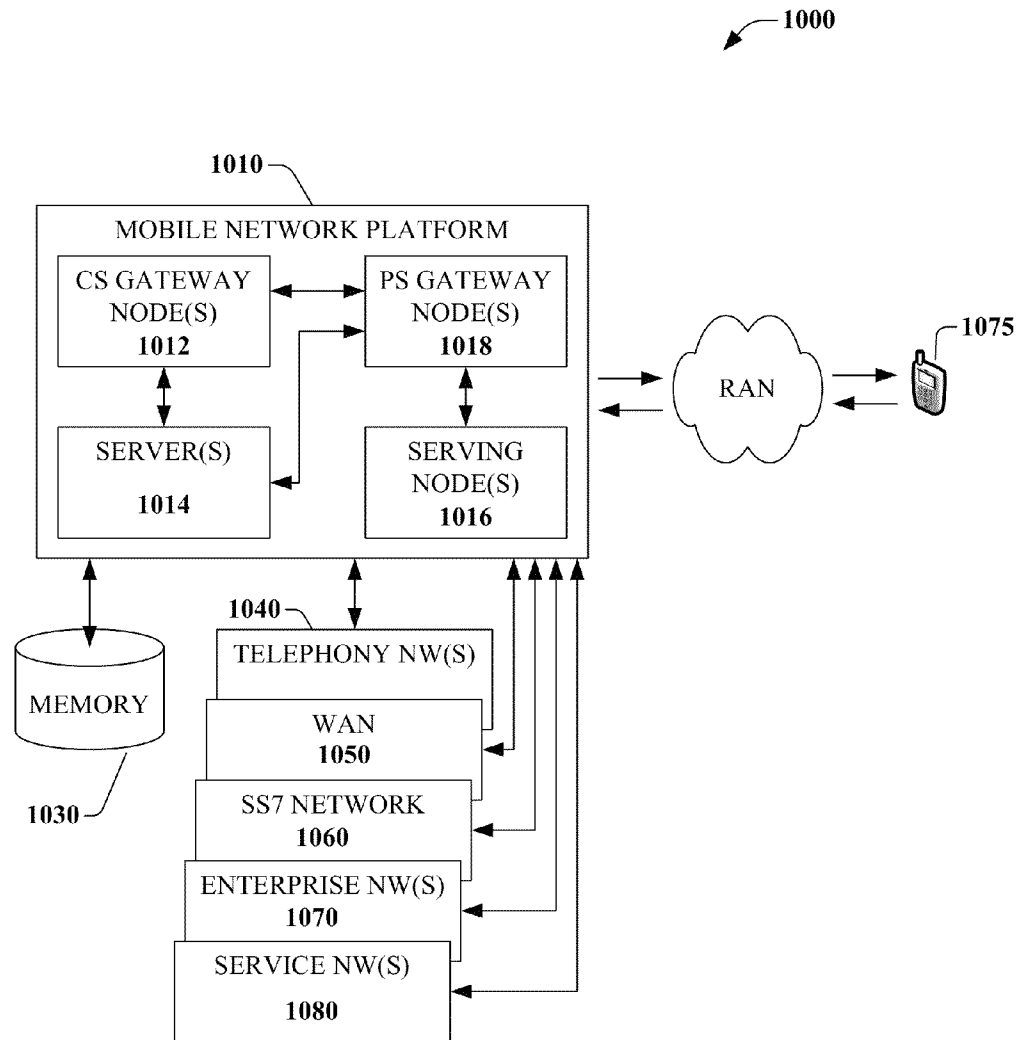 1000
1010
MOBILE NETWORK PLATFORM
CS GATEWAY
NODE(S)
1012
PS GATEWAY
NODE(S)
1018
SERVER(S)
1014
SERVING
NODE(S)
1016
RAN
1075
1040
TELEPHONY NW(S)
MEMORY
1030
WAN
1050
SS7 NETWORK
1060
ENTERPRISE NW(S)
1070
SERVICE NW(S)
1080